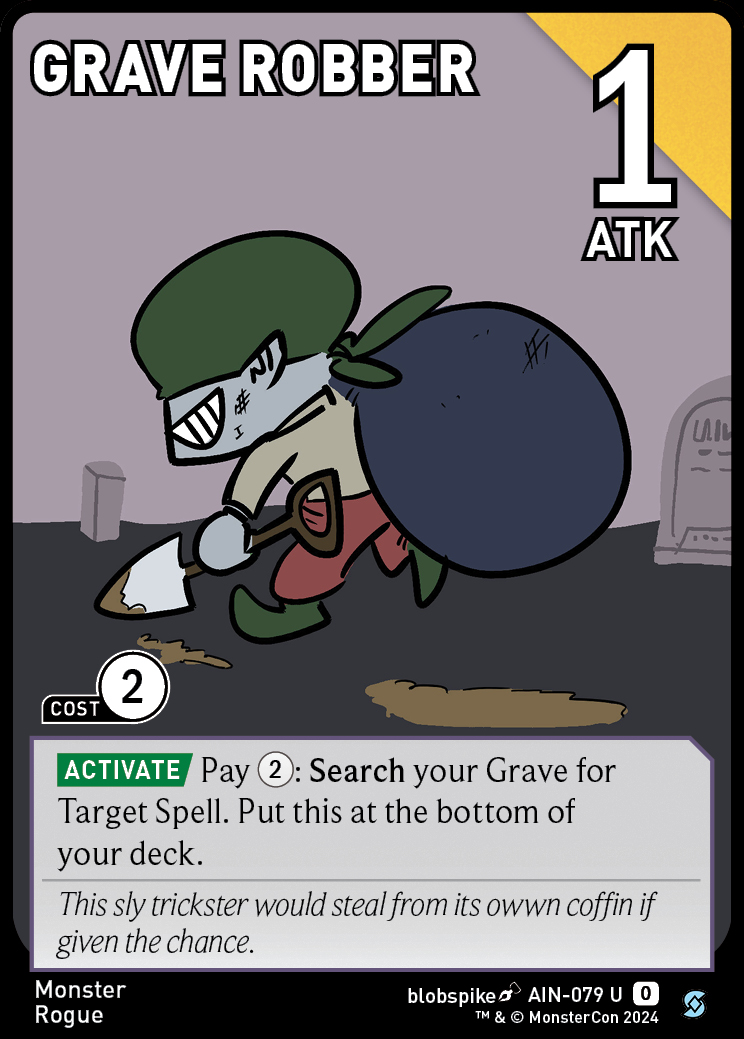 GRAVE ROBBER
1
ATK
COST 2
ACTIVATE Pay 2: Search your Grave for
Target Spell. Put this at the bottom of
your deck.
This sly trickster would steal from its owwn coffin if
given the chance.
Monster
Rogue
blobspike AIN-079 U 0
™ & © MonsterCon 2024